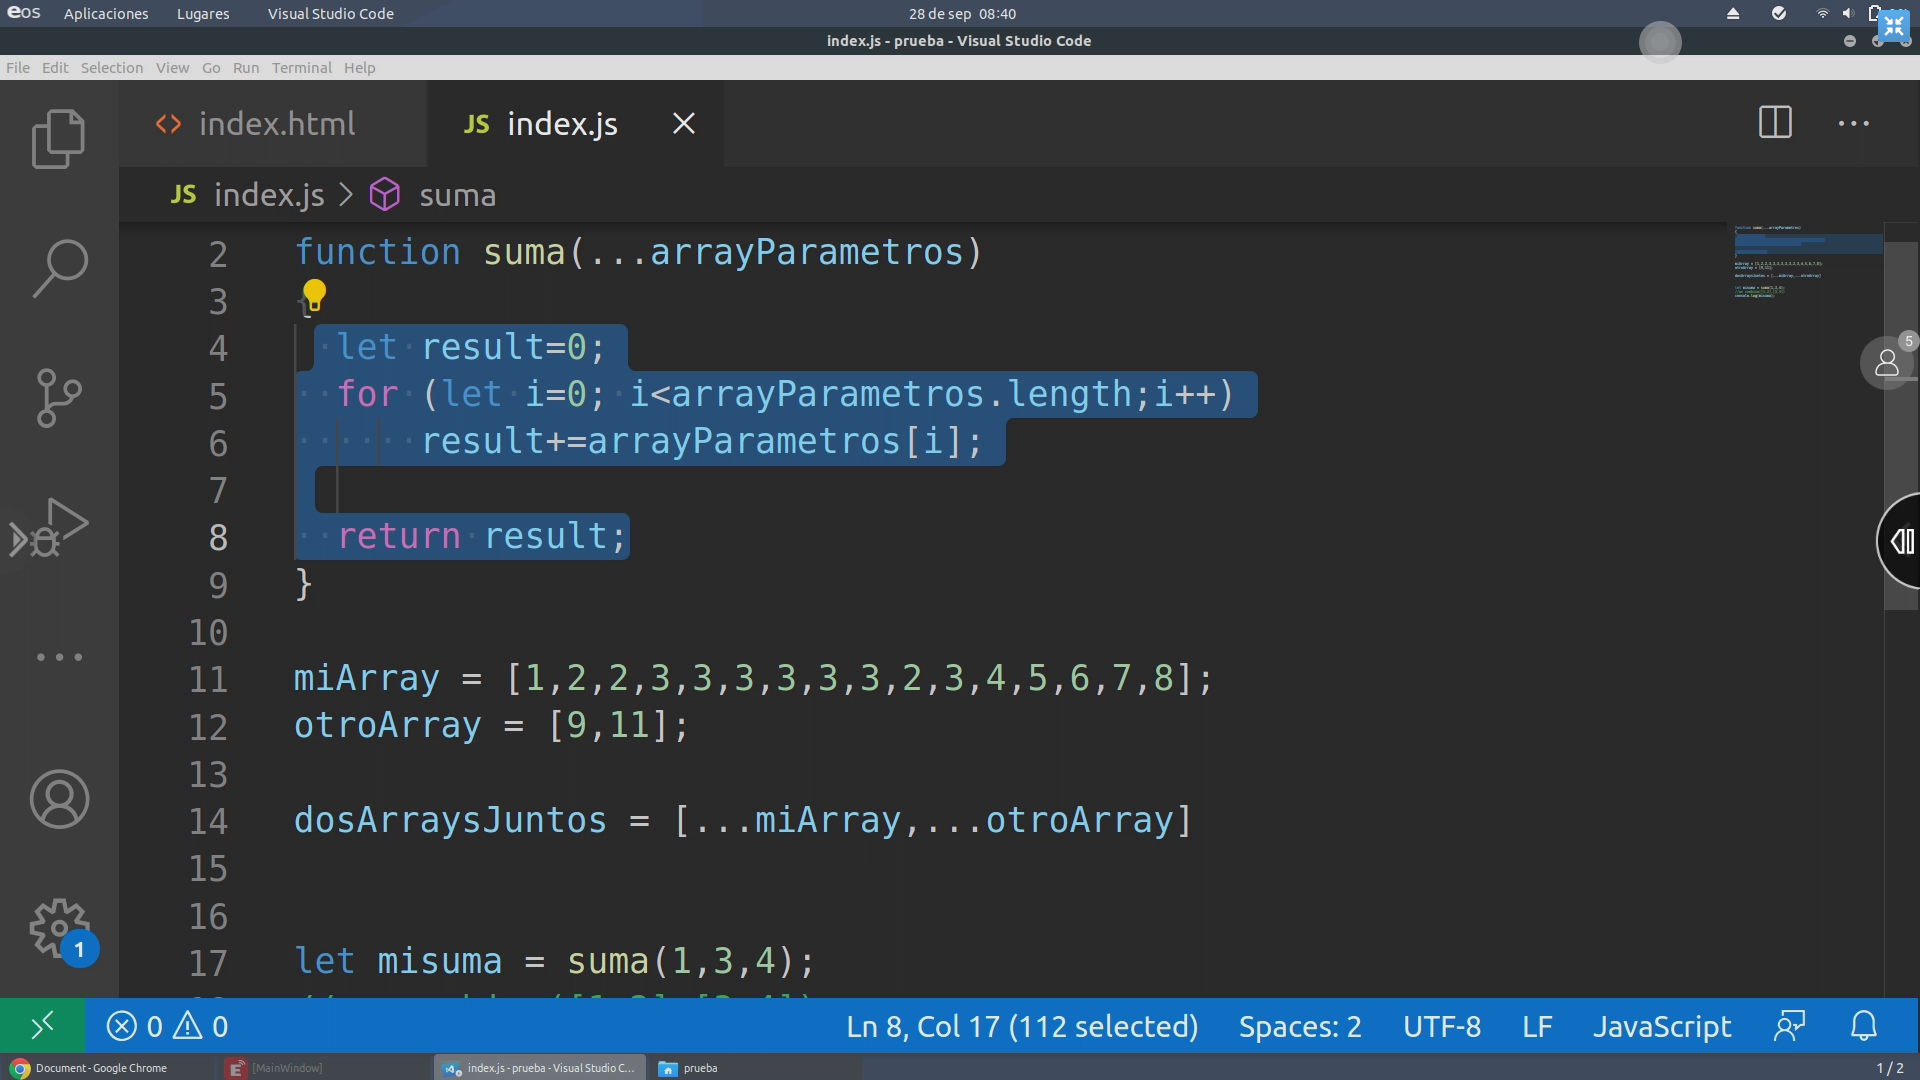 eos Aplicaciones Lugares Visual Studio Code 28 de sep 08:40
index.js - prueba - Visual Studio Code
File Edit Selection View Go Run Terminal Help
<> index.html JS index.js
JS index.js > suma
5
2 function suma(...arrayParametros)
3 {
4 let result=0;
5 for (let i=0; i<arrayParametros.length;i++)
6 result+=arrayParametros[i];
7
8 return result;
9 }
10
11 miArray = [1,2,2,3,3,3,3,3,3,2,3,4,5,6,7,8];
12 otroArray = [9,11];
13
14 dosArraysJuntos = [...miArray,...otroArray]
15
16
17 let misuma = suma(1,3,4);
1
0 0 Ln 8, Col 17 (112 selected) Spaces: 2 UTF-8 LF JavaScript
Document - Google Chrome [MainWindow] index.js - prueba - Visual Studio C... prueba 1 / 2